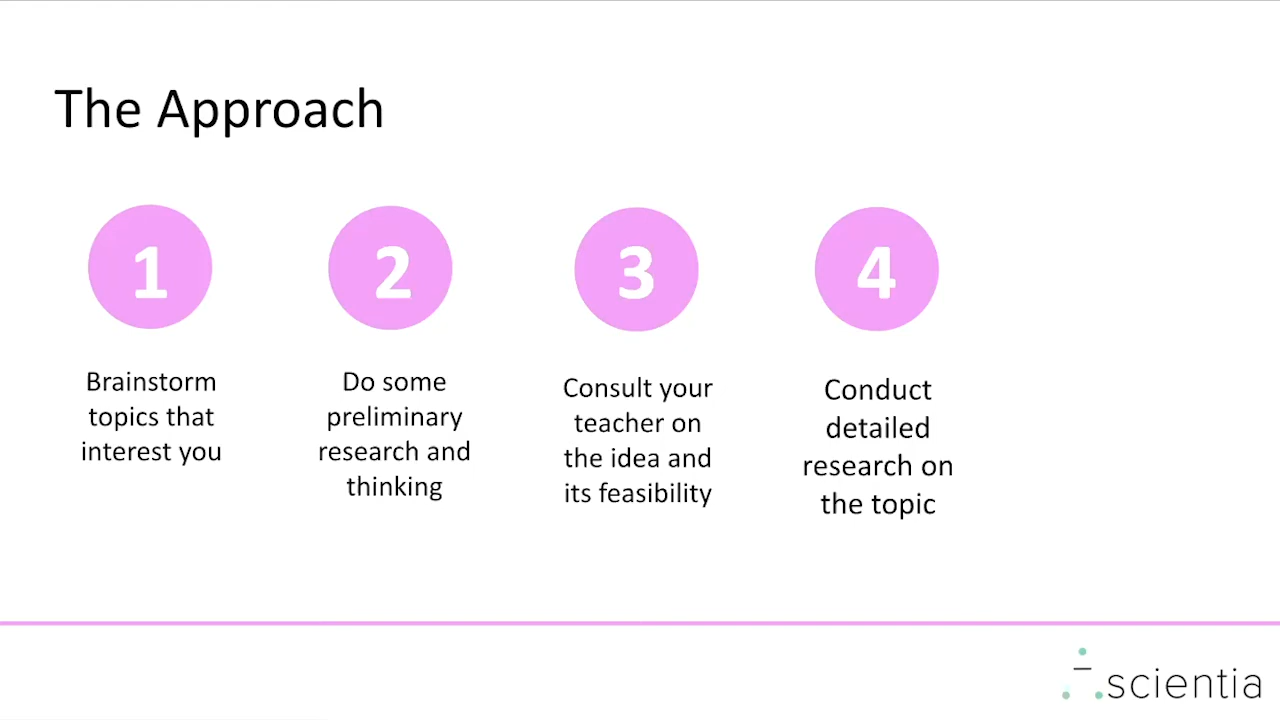 The Approach
1
Brainstorm
topics that
interest you
2
Do some
preliminary
research and
thinking
3
Consult your
teacher on
the idea and
its feasibility
4
Conduct
detailed
research on
the topic
scientia